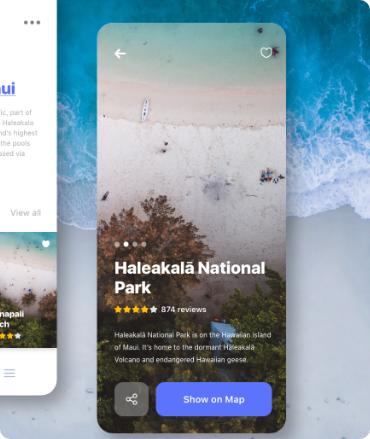 ui
ic, part of
Haleakala
nd's highest
the pools
ssed via
View all
napali
ch
Haleakalā National
Park
874 reviews
Haleakalā National Park is on the Hawaiian Island
of Maui. It's home to the dormant Haleakalā
Volcano and endangered Hawaiian geese.
Show on Map